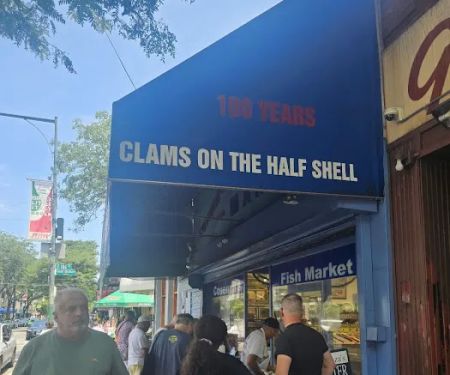 100 YEARS
CLAMS ON THE HALF SHELL
Fish Market